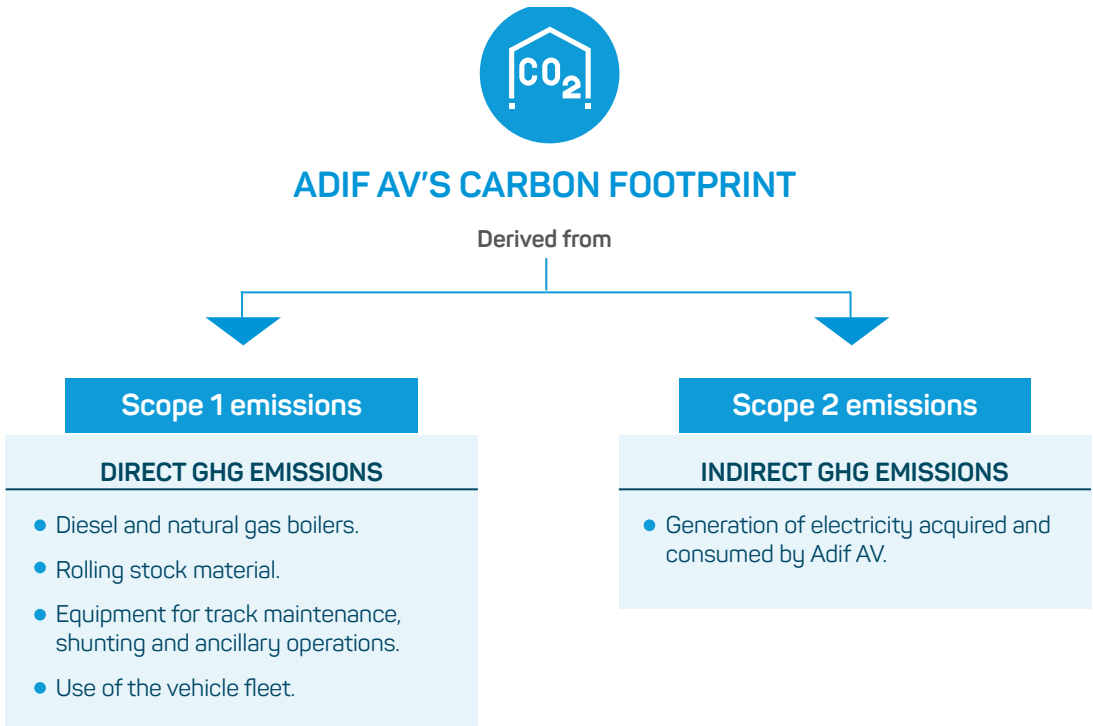 CO2
ADIF AV'S CARBON FOOTPRINT
Derived from
Scope 1 emissions
DIRECT GHG EMISSIONS
• Diesel and natural gas boilers.
• Rolling stock material.
• Equipment for track maintenance,
shunting and ancillary operations.
• Use of the vehicle fleet.
Scope 2 emissions
INDIRECT GHG EMISSIONS
• Generation of electricity acquired and
consumed by Adif AV.